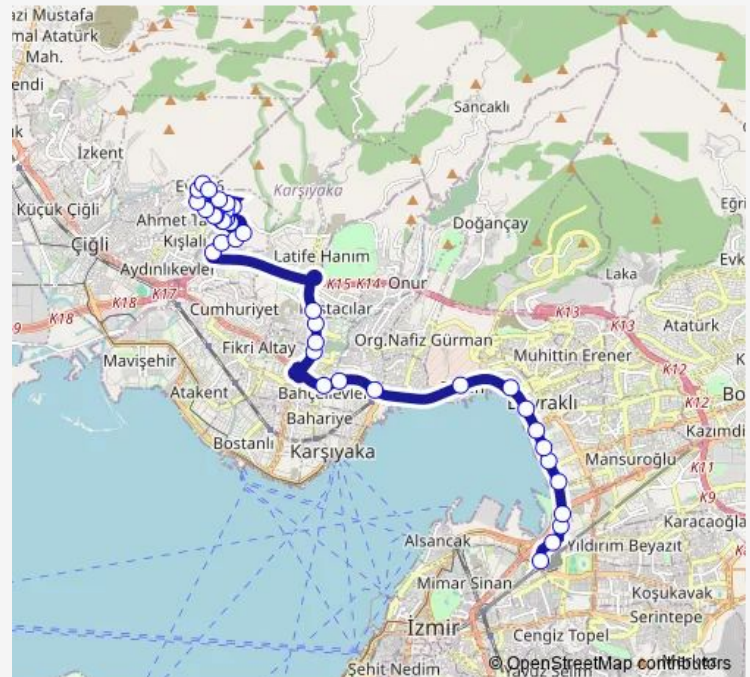 azi Mustafa
mal Atatürk
Mah.
endi
Sancaklı
İzkent
Karşıyaka
Küçük Çiğli
Ahmet Ta
Kışlalı
Doğançay
Eğri
Çiğli
Latife Hanım
Aydınlıkevler
Laka
Evk
K15 K14 Onur
K17
K18
K18
K13
K13
Cumhuriyet
Atatürk
Fikri Altay
Org.Nafiz Gürman
Muhittin Erener
K12
Mavişehir
Atakent
Bahçelievler
Bahariye
Bo
K12
Bostanlı
Karşıyaka
Kazımdi
Mansuroğlu
K11
K9
Karacaoğla
Alsancak
Yıldırım Beyazıt
Mimar Sinan
Koşukavak
Serintepe
İzmir
Cengiz Topel
Şehit Nedim
© OpenStreetMap contributors